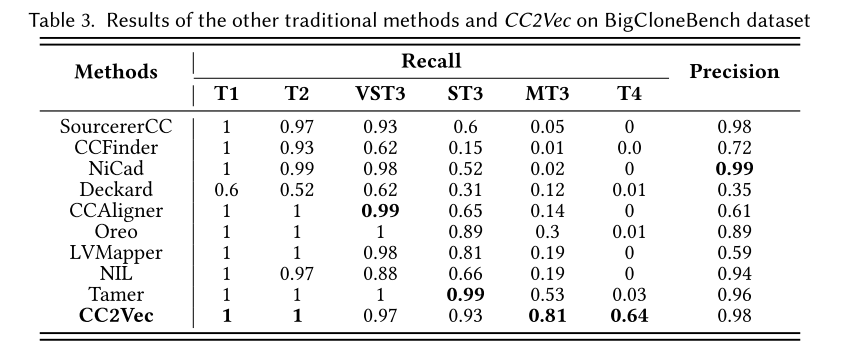 Table 3. Results of the other traditional methods and CC2Vec on BigCloneBench dataset
Methods Recall Precision
T1 T2 VST3 ST3 MT3 T4
SourcererCC 1 0.97 0.93 0.6 0.05 0 0.98
CCFinder 1 0.93 0.62 0.15 0.01 0.0 0.72
NiCad 1 0.99 0.98 0.52 0.02 0 0.99
Deckard 0.6 0.52 0.62 0.31 0.12 0.01 0.35
CCAligner 1 1 0.99 0.65 0.14 0 0.61
Oreo 1 1 1 0.89 0.3 0.01 0.89
LVMapper 1 1 0.98 0.81 0.19 0 0.59
NIL 1 0.97 0.88 0.66 0.19 0 0.94
Tamer 1 1 1 0.99 0.53 0.03 0.96
CC2Vec 1 1 0.97 0.93 0.81 0.64 0.98